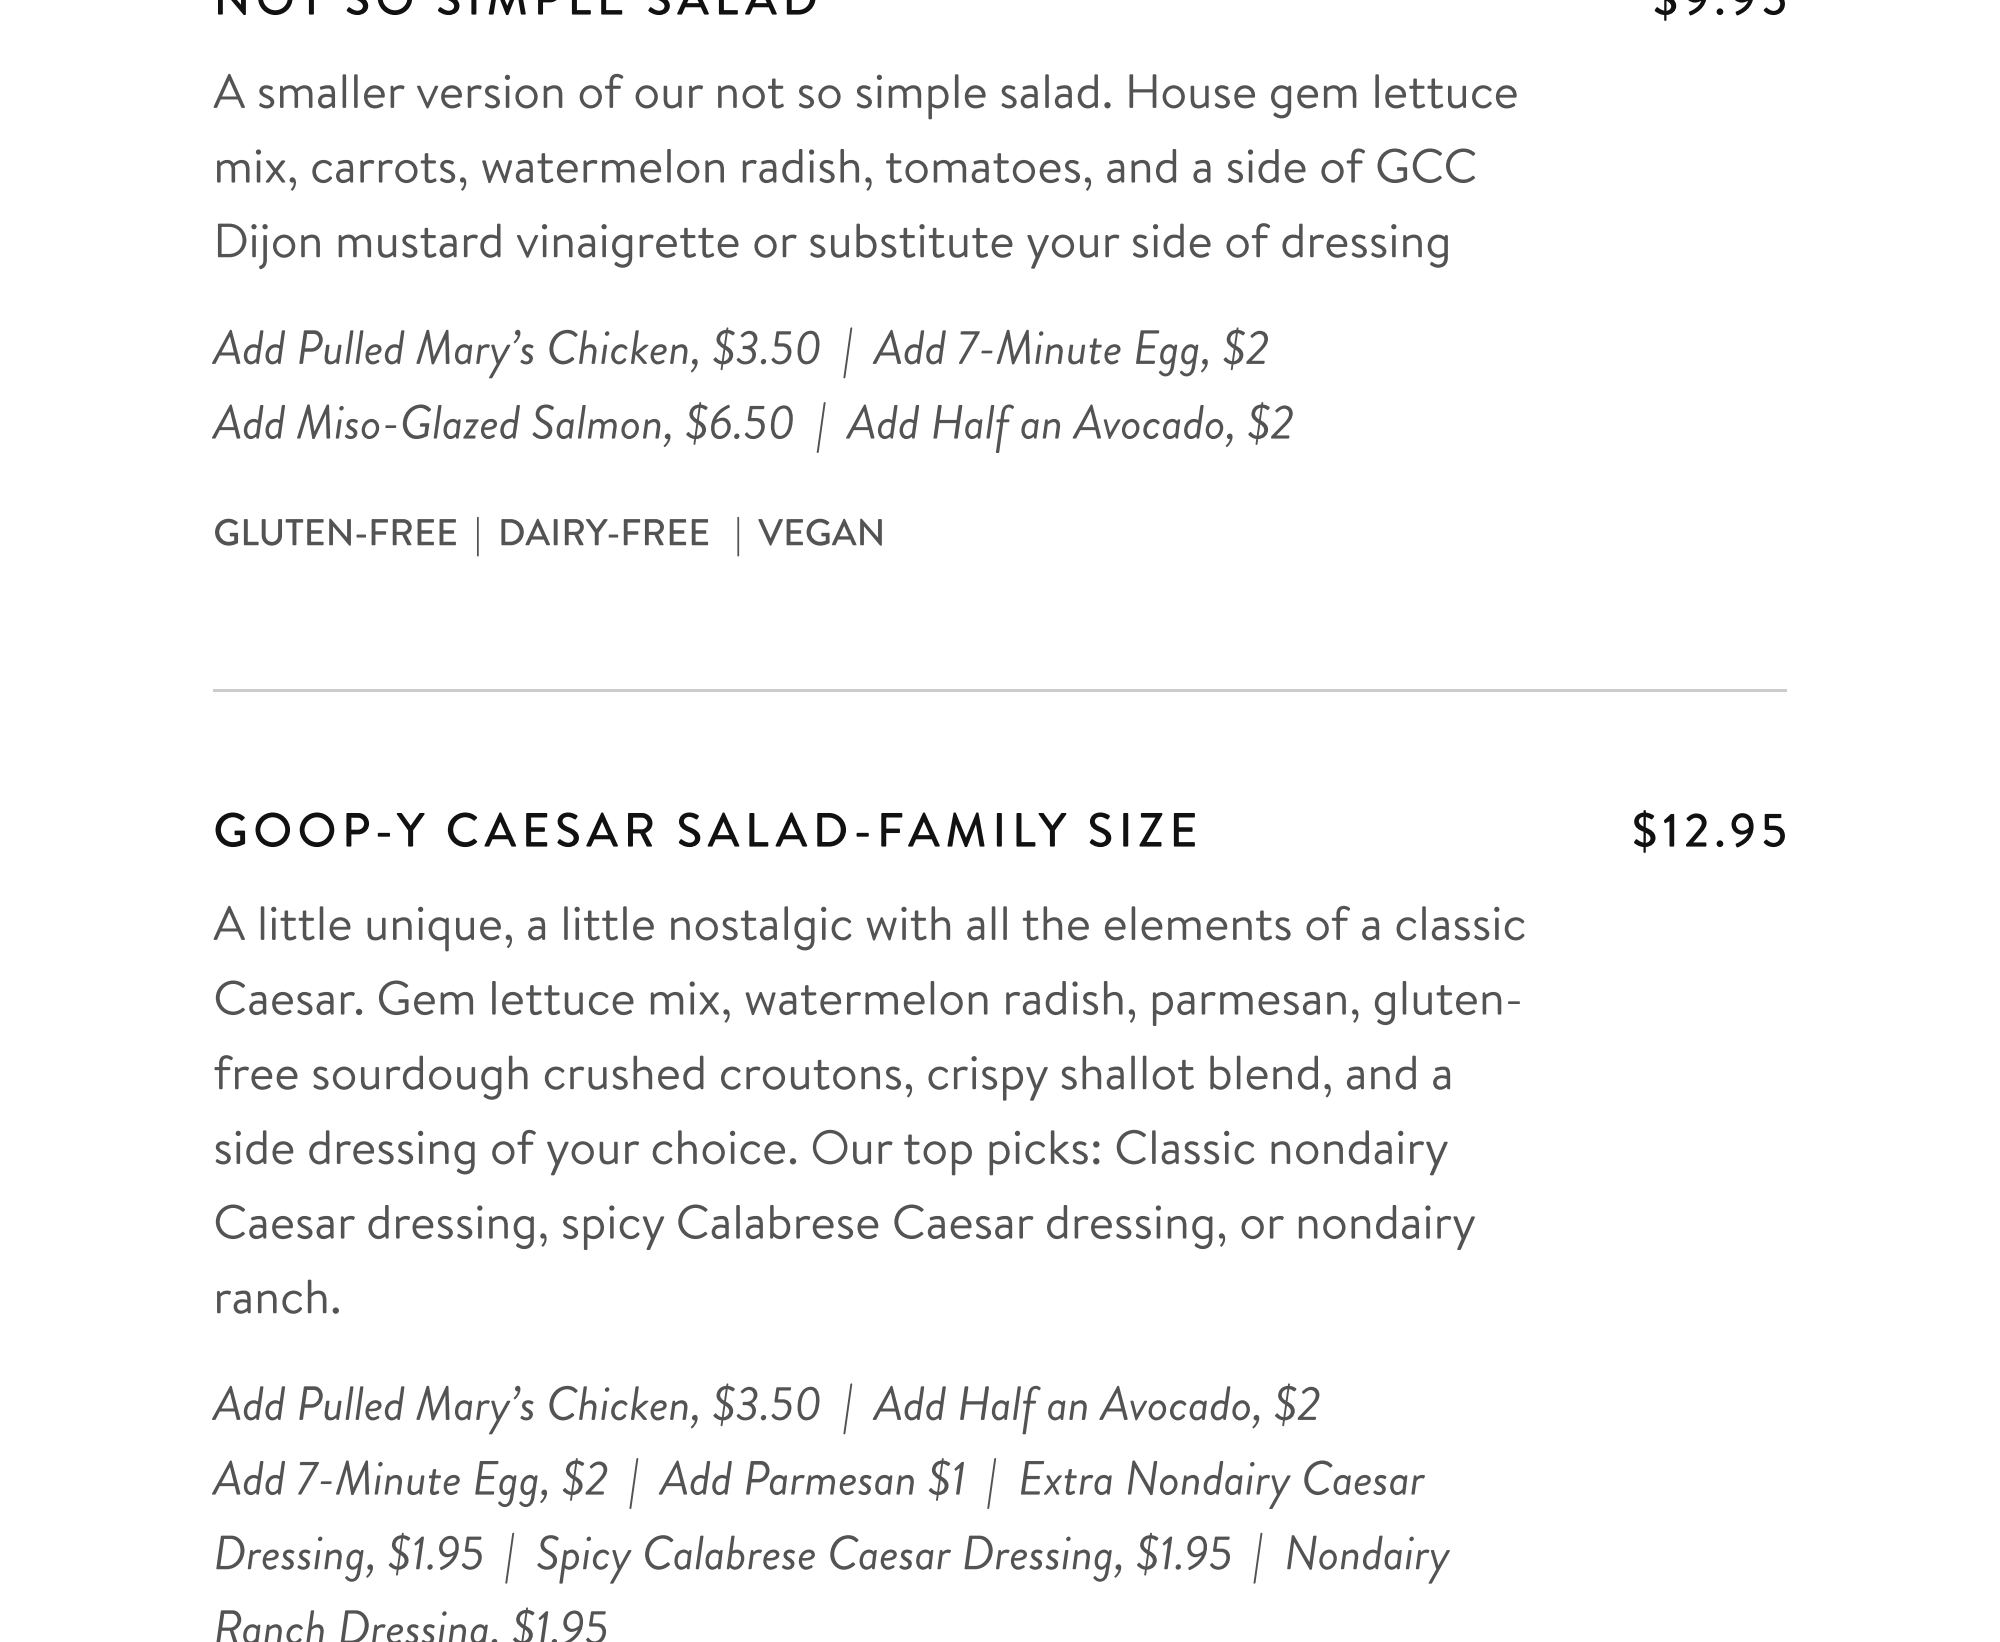 NOT SO SIMPLE SALAD $9.95
A smaller version of our not so simple salad. House gem lettuce
mix, carrots, watermelon radish, tomatoes, and a side of GCC
Dijon mustard vinaigrette or substitute your side of dressing
Add Pulled Mary’s Chicken, $3.50 | Add 7-Minute Egg, $2
Add Miso-Glazed Salmon, $6.50 | Add Half an Avocado, $2
GLUTEN-FREE | DAIRY-FREE | VEGAN
GOOP-Y CAESAR SALAD-FAMILY SIZE $12.95
A little unique, a little nostalgic with all the elements of a classic
Caesar. Gem lettuce mix, watermelon radish, parmesan, gluten-
free sourdough crushed croutons, crispy shallot blend, and a
side dressing of your choice. Our top picks: Classic nondairy
Caesar dressing, spicy Calabrese Caesar dressing, or nondairy
ranch.
Add Pulled Mary’s Chicken, $3.50 | Add Half an Avocado, $2
Add 7-Minute Egg, $2 | Add Parmesan $1 | Extra Nondairy Caesar
Dressing, $1.95 | Spicy Calabrese Caesar Dressing, $1.95 | Nondairy
Ranch Dressing, $1.95